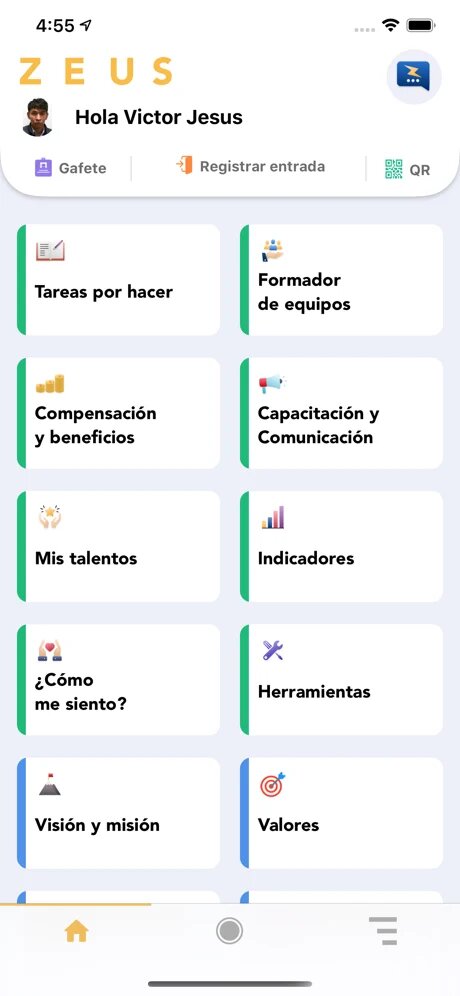 4:55
ZEUS
Hola Victor Jesus
Gafete
Registrar entrada
QR
Tareas por hacer
Formador
de equipos
Compensación
y beneficios
Capacitación y
Comunicación
Mis talentos
Indicadores
¿Cómo
me siento?
Herramientas
Visión y misión
Valores